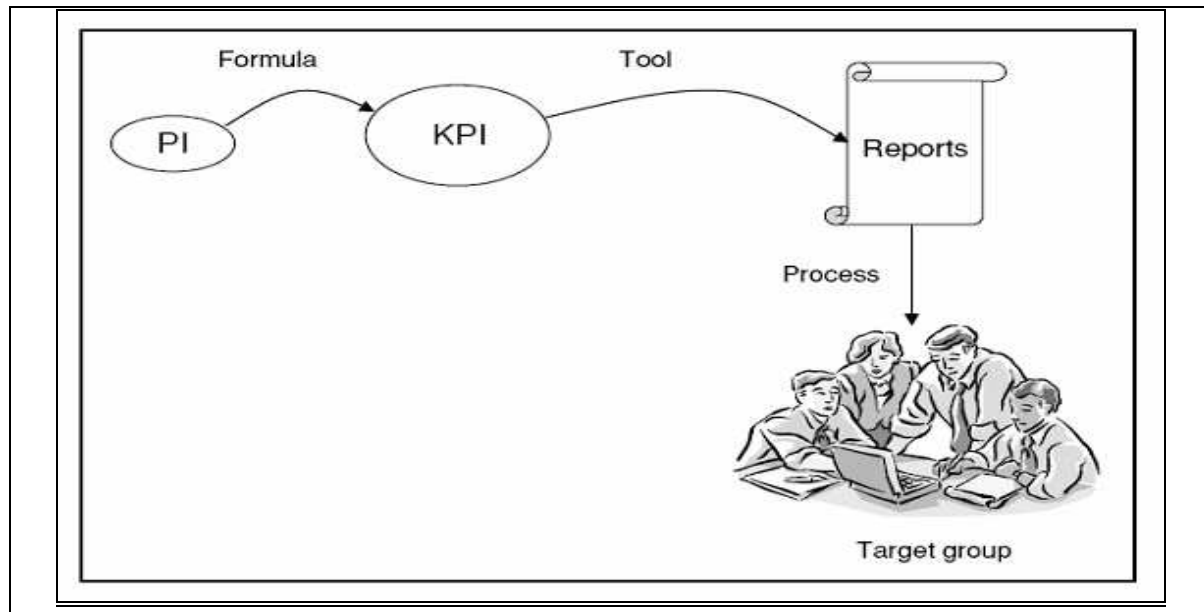 Formula
Tool
PI
KPI
Reports
Process
Target group